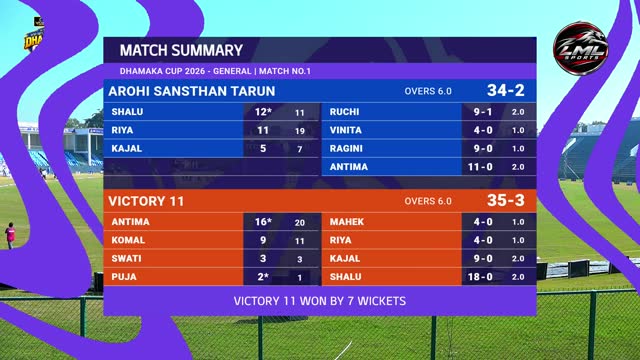 MATCH SUMMARY
LML
SPORTS
DHAMAKA CUP 2026 - GENERAL | MATCH NO.1
AROHI SANSTHAN TARUN OVERS 6.0 34-2
SHALU 12* 11 RUCHI 9-1 2.0
RIYA 11 19 VINITA 4-0 1.0
KAJAL 5 7 RAGINI 9-0 1.0
ANTIMA 11-0 2.0
VICTORY 11 OVERS 6.0 35-3
ANTIMA 16* 20 MAHEK 4-0 1.0
KOMAL 9 11 RIYA 4-0 1.0
SWATI 3 3 KAJAL 9-0 2.0
PUJA 2* 1 SHALU 18-0 2.0
VICTORY 11 WON BY 7 WICKETS